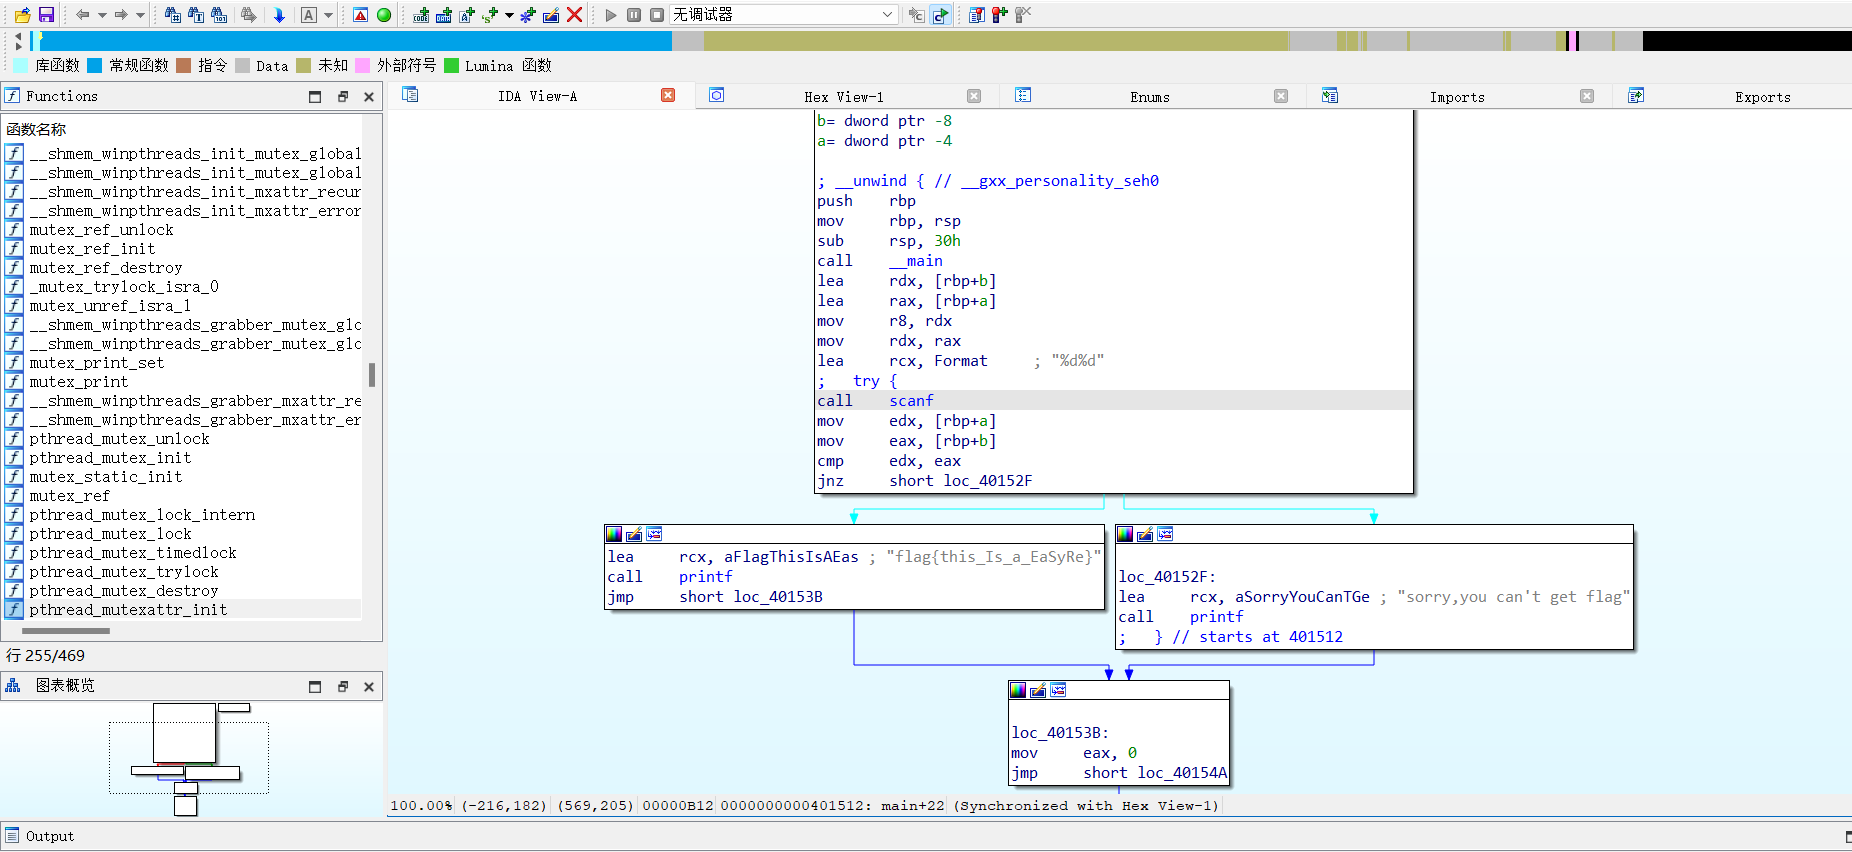 无调试器
库函数 常规函数 指令 Data 未知 外部符号 Lumina 函数
Functions
函数名称
__shmem_winpthreads_init_mutex_global
__shmem_winpthreads_init_mutex_global
__shmem_winpthreads_init_mxattr_recur
__shmem_winpthreads_init_mxattr_error
mutex_ref_unlock
mutex_ref_init
mutex_ref_destroy
_mutex_trylock_isra_0
mutex_unref_isra_1
__shmem_winpthreads_grabber_mutex_glo
__shmem_winpthreads_grabber_mutex_glo
mutex_print_set
mutex_print
__shmem_winpthreads_grabber_mxattr_re
__shmem_winpthreads_grabber_mxattr_er
pthread_mutex_unlock
pthread_mutex_init
mutex_static_init
mutex_ref
pthread_mutex_lock_intern
pthread_mutex_lock
pthread_mutex_timedlock
pthread_mutex_trylock
pthread_mutex_destroy
pthread_mutexattr_init
行 255/469
图表概览
IDA View-A Hex View-1 Enums Imports Exports
b= dword ptr -8
a= dword ptr -4
; __unwind { // __gxx_personality_seh0
push rbp
mov rbp, rsp
sub rsp, 30h
call __main
lea rdx, [rbp+b]
lea rax, [rbp+a]
mov r8, rdx
mov rdx, rax
lea rcx, Format ; "%d%d"
; try {
call scanf
mov edx, [rbp+a]
mov eax, [rbp+b]
cmp edx, eax
jnz short loc_40152F
lea rcx, aFlagThisIsAEas ; "flag{this_Is_a_EaSyRe}"
call printf
jmp short loc_40153B
loc_40152F:
lea rcx, aSorryYouCanTGe ; "sorry,you can't get flag"
call printf
; } // starts at 401512
loc_40153B:
mov eax, 0
jmp short loc_40154A
100.00% (-216,182) (569,205) 00000B12 0000000000401512: main+22 (Synchronized with Hex View-1)
Output